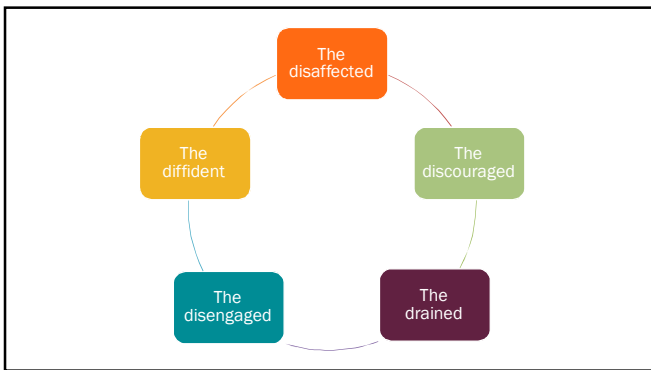 The
disaffected
The
discouraged
The
drained
The
disengaged
The
diffident